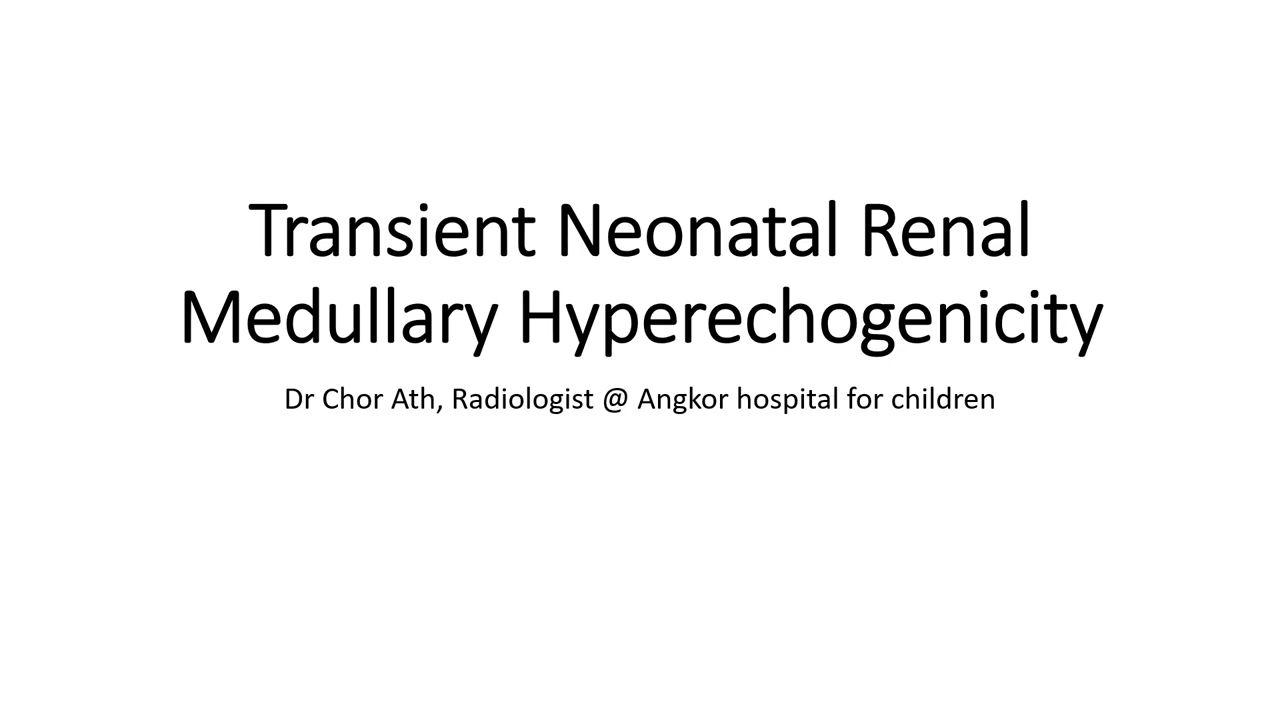 Transient Neonatal Renal
Medullary Hyperechogenicity
Dr Chor Ath, Radiologist @ Angkor hospital for children